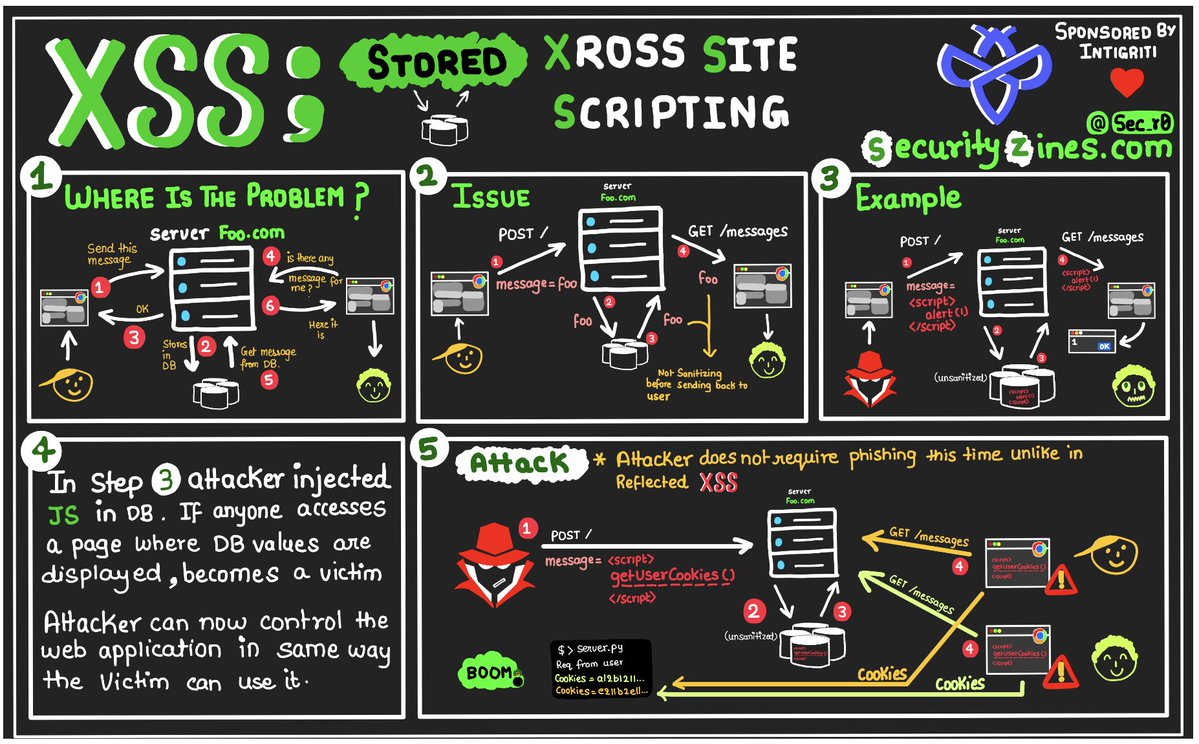 XSS;
STORED
XROSS SITE
SCRIPTING
SPONSORED BY
INTIGRITI
@Sec_r0
SecurityZines.com
1
WHERE IS THE PROBLEM?
Server Foo.com
Send this
message
1
OK
3
Stores
in
DB
2
Get message
from DB.
5
4
is there any
message for
me?
6
Here it
is
2
ISSUE
Server
Foo.com
POST /
1
message=foo
2
foo
3
foo
GET /messages
4
foo
Not Sanitizing
before sending back to
user
3
Example
Server
Foo.com
POST /
1
message=
<script>
alert(1)
</script>
2
(unsanitized)
<script>
alert(1)
</script>
3
GET /messages
4
<script>
alert(1)
</script>
1
OK
4
In Step 3 attacker injected
JS in DB. If anyone accesses
a page where DB values are
displayed, becomes a victim
Attacker can now control the
web application in same way
the victim can use it.
5
Attack
* Attacker does not require phishing this time unlike in
Reflected XSS
Server
Foo.com
1
POST /
message= <script>
getUserCookies()
</script>
2
(unsanitized)
<script>
getUserCookies()
</script>
3
GET /messages
4
<script>
getUserCookies()
</script>
GET /messages
4
<script>
getUserCookies()
</script>
Cookies
Cookies
BOOM
$ > server.py
Req from user
Cookies = a12b1211...
Cookies = e211b2e11...